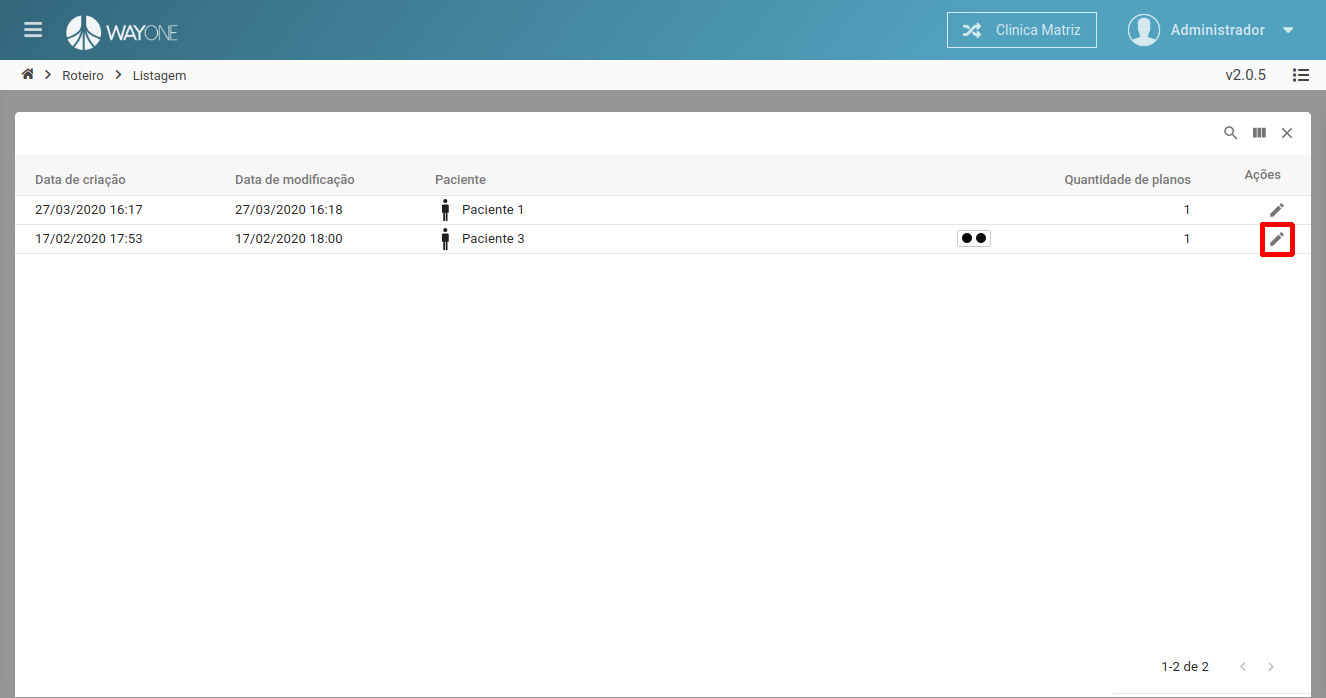 WAYONE
Clinica Matriz
Administrador
Roteiro
Listagem
v2.0.5
Data de criação Data de modificação Paciente Quantidade de planos Ações
27/03/2020 16:17 27/03/2020 16:18 Paciente 1 1
17/02/2020 17:53 17/02/2020 18:00 Paciente 3 1
1-2 de 2